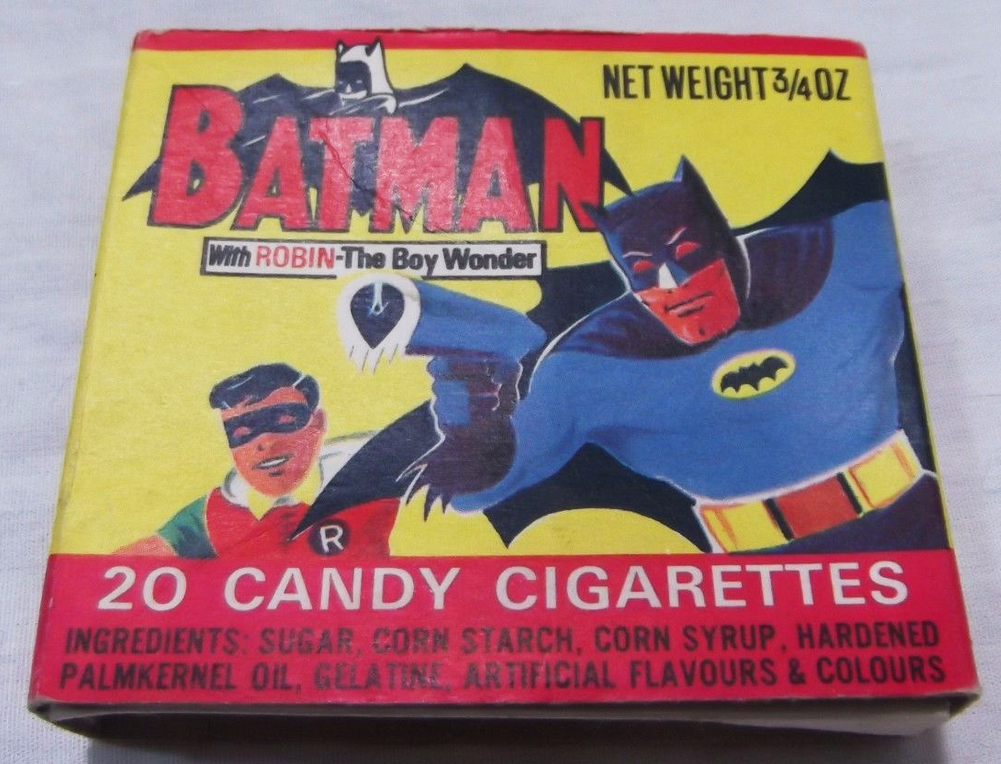 NET WEIGHT 3/4 OZ
BATMAN
With ROBIN-The Boy Wonder
R
20 CANDY CIGARETTES
INGREDIENTS: SUGAR, CORN STARCH, CORN SYRUP, HARDENED
PALMKERNEL OIL, GELATINE, ARTIFICIAL FLAVOURS & COLOURS